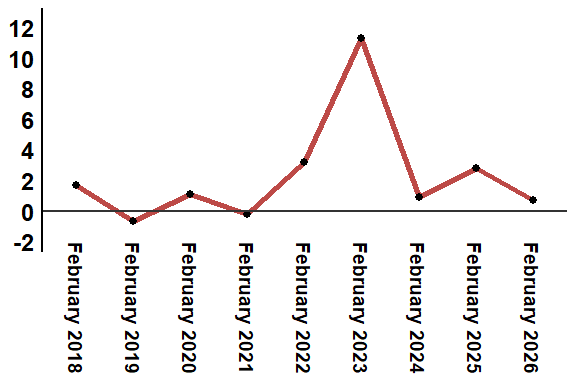 12
10
8
6
4
2
0
-2
February 2018
February 2019
February 2020
February 2021
February 2022
February 2023
February 2024
February 2025
February 2026